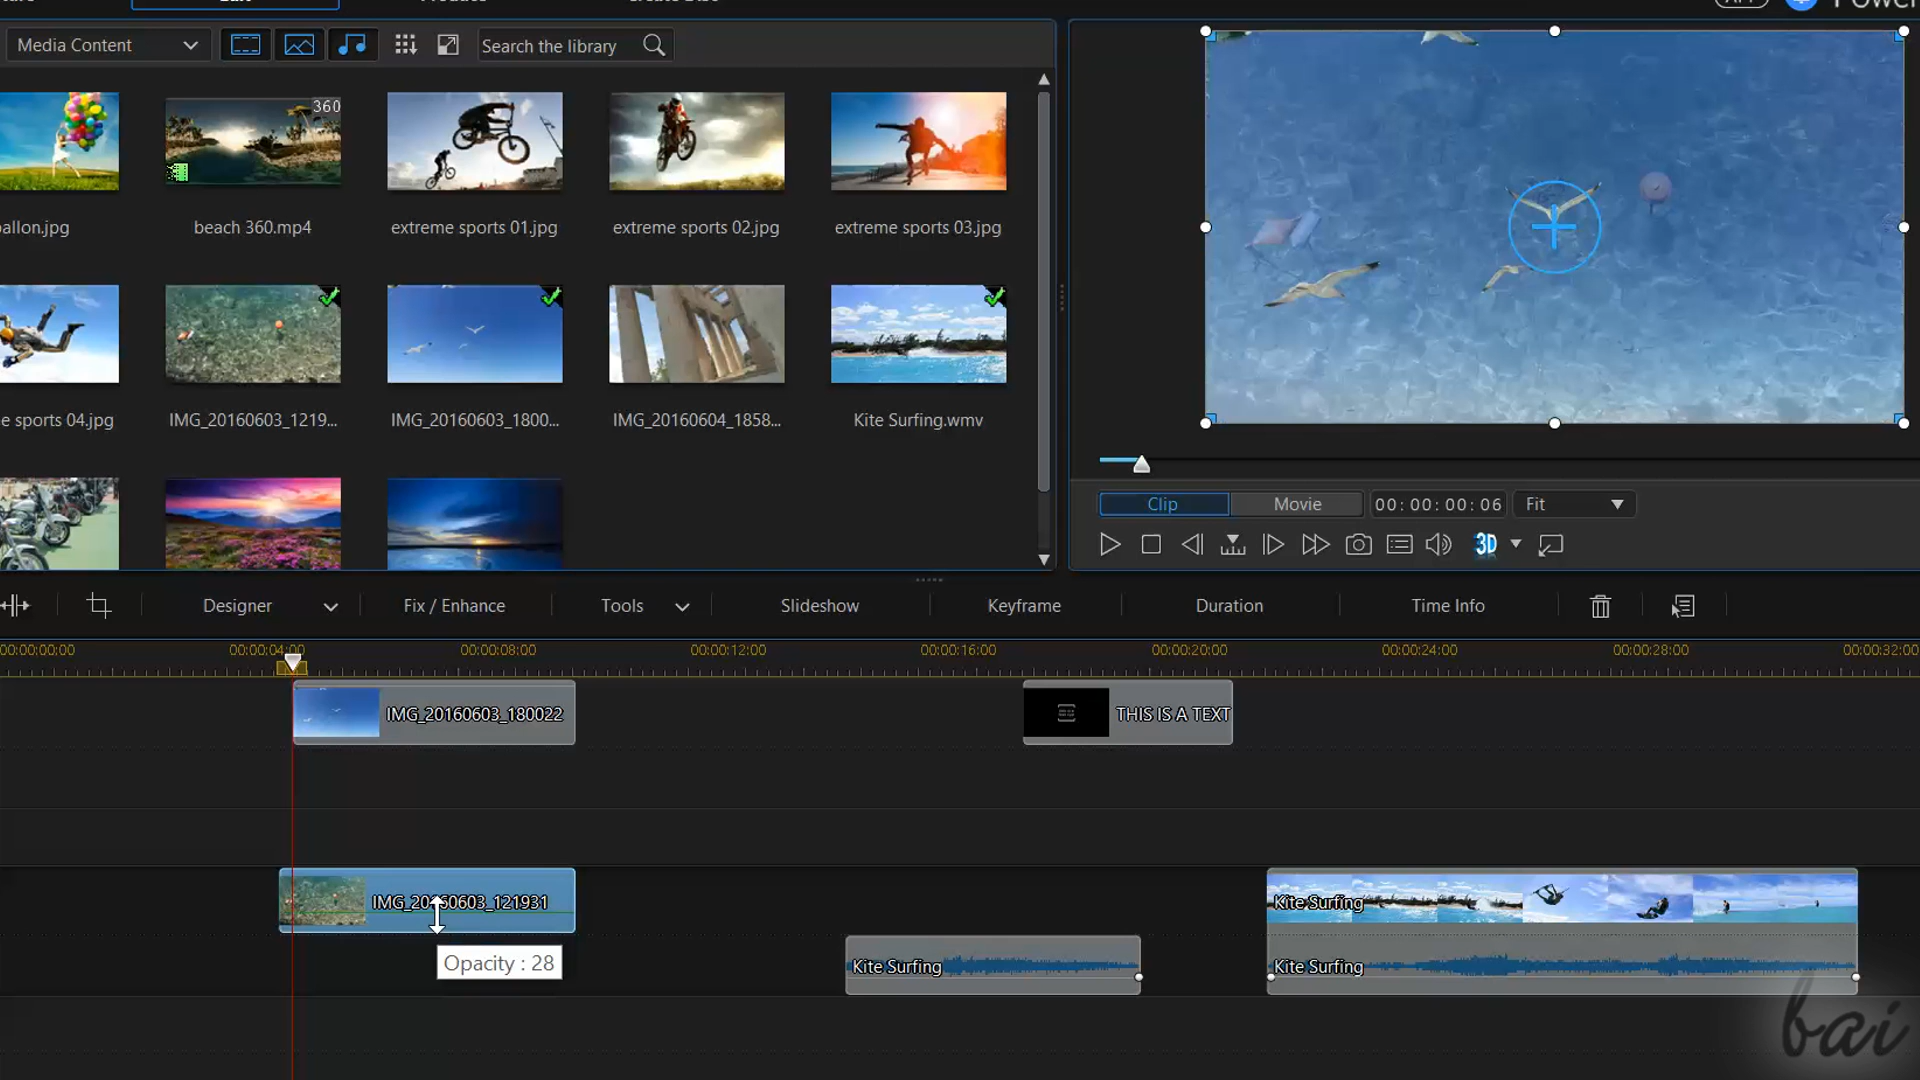 Media Content
Search the library
360
allon.jpg
beach 360.mp4
extreme sports 01.jpg
extreme sports 02.jpg
extreme sports 03.jpg
e sports 04.jpg
IMG_20160603_1219...
IMG_20160603_1800...
IMG_20160604_1858...
Kite Surfing.wmv
Clip
Movie
00:00:00:06
Fit
3D
Designer
Fix / Enhance
Tools
Slideshow
Keyframe
Duration
Time Info
00:00:00:00
00:00:04:00
00:00:08:00
00:00:12:00
00:00:16:00
00:00:20:00
00:00:24:00
00:00:28:00
00:00:32:00
IMG_20160603_180022
THIS IS A TEXT
IMG_20160603_121931
Kite Surfing
Opacity : 28
Kite Surfing
Kite Surfing
bai